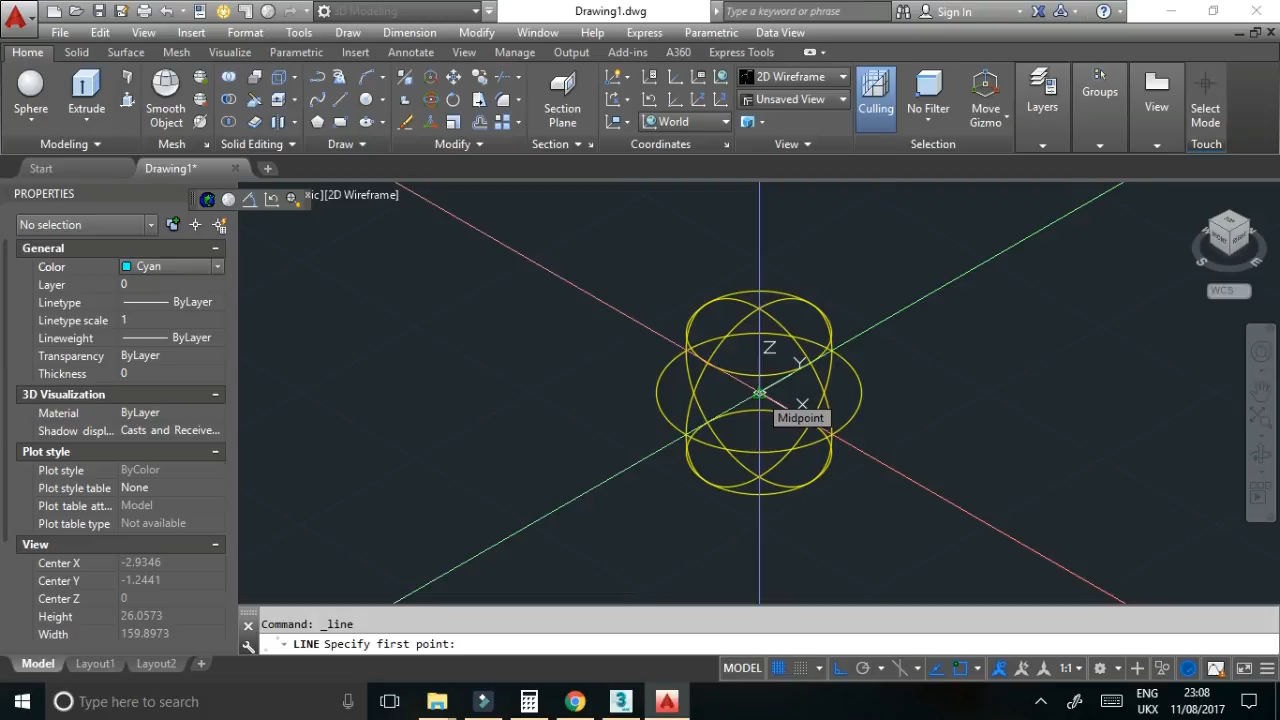 3D Modeling
Drawing1.dwg
Type a keyword or phrase
Sign In
File
Edit
View
Insert
Format
Tools
Draw
Dimension
Modify
Window
Help
Express
Parametric
Data View
Home
Solid
Surface
Mesh
Visualize
Parametric
Insert
Annotate
View
Manage
Output
Add-ins
A360
Express Tools
Sphere
Extrude
Smooth
Object
Section
Plane
World
2D Wireframe
Unsaved View
Culling
No Filter
Move
Gizmo
Layers
Groups
View
Select
Mode
Modeling
Mesh
Solid Editing
Draw
Modify
Section
Coordinates
View
Selection
Touch
Start
Drawing1*
PROPERTIES
ic][2D Wireframe]
No selection
General
Color Cyan
Layer 0
Linetype ByLayer
Linetype scale 1
Lineweight ByLayer
Transparency ByLayer
Thickness 0
3D Visualization
Material ByLayer
Shadow displ... Casts and Receive...
Plot style
Plot style ByColor
Plot style table None
Plot table att... Model
Plot table type Not available
View
Center X -2.9346
Center Y -1.2441
Center Z 0
Height 26.0573
Width 159.8973
Z
Y
X
Midpoint
TOP
FRONT
RIGHT
S
E
WCS
Command: _line
LINE Specify first point:
Model
Layout1
Layout2
MODEL
1:1
Type here to search
ENG
UKX
23:08
11/08/2017